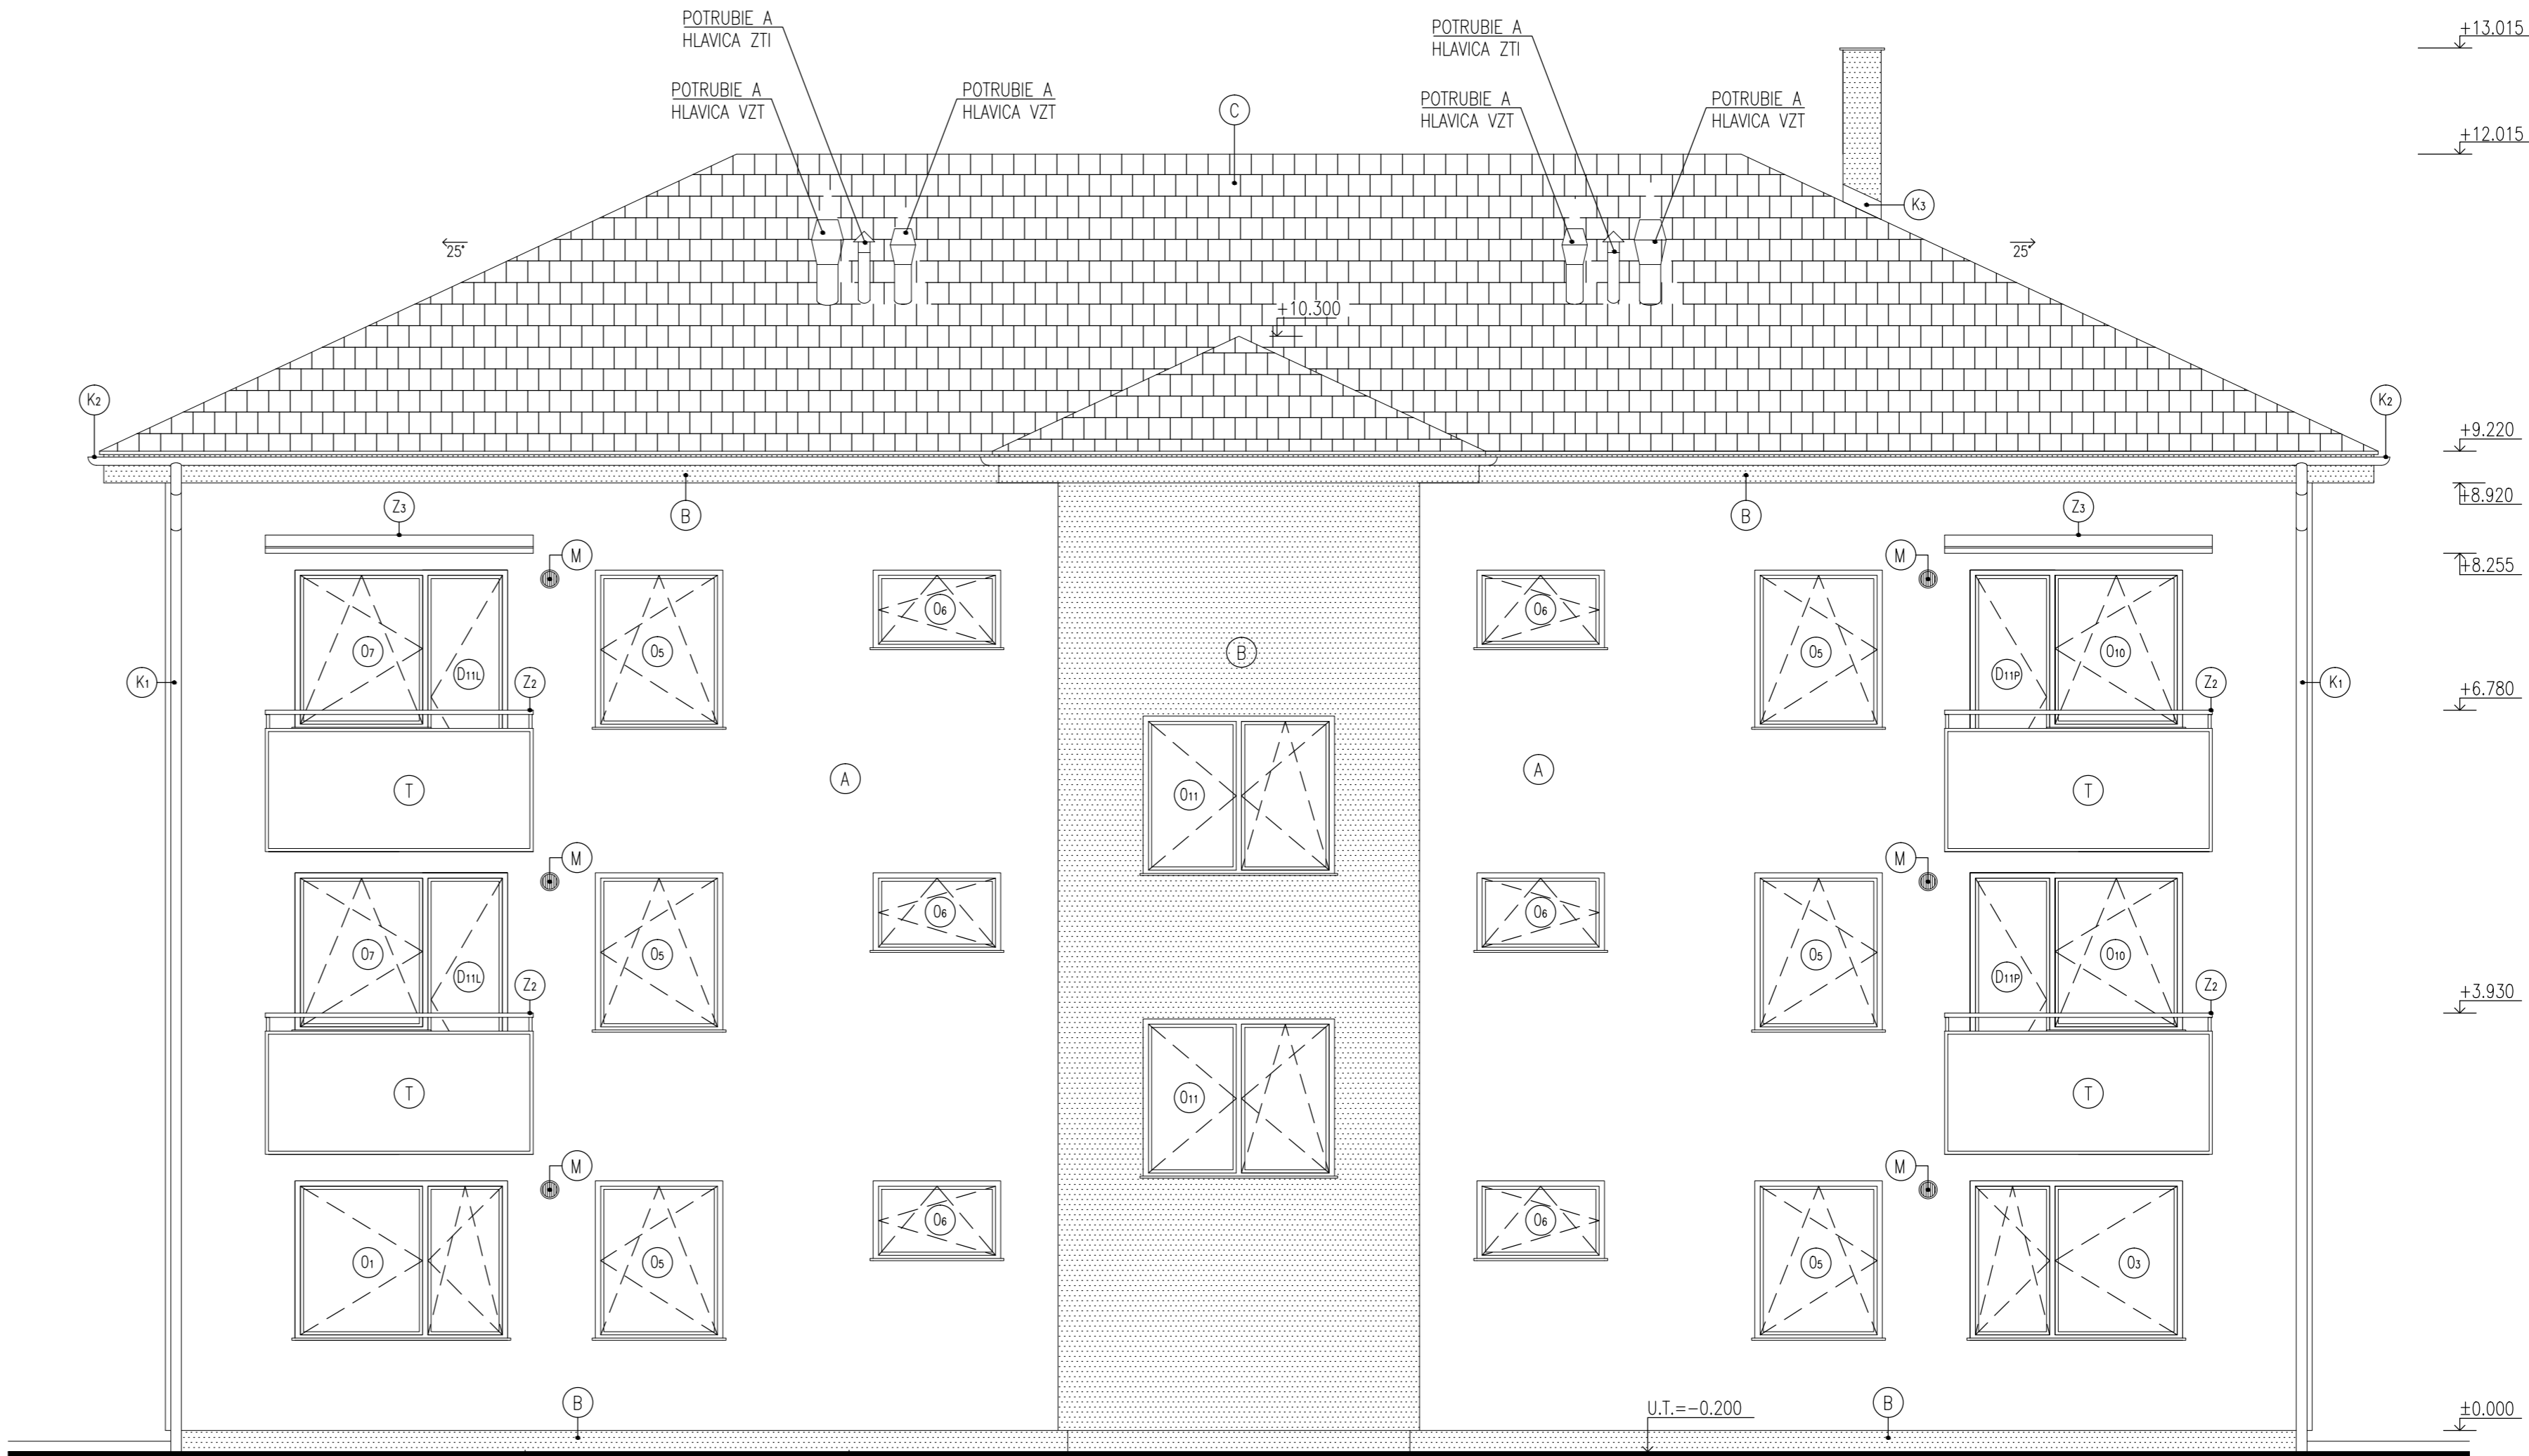 POTRUBIE A
HLAVICA ZTI
POTRUBIE A
HLAVICA ZTI
+13.015
POTRUBIE A
HLAVICA VZT
POTRUBIE A
HLAVICA VZT
C
POTRUBIE A
HLAVICA VZT
POTRUBIE A
HLAVICA VZT
+12.015
K3
25°
25°
+10.300
K2
K2
+9.220
+8.920
B
B
Z3
Z3
M
M
+8.255
O6
O6
O7
O5
B
O5
O10
D11L
D11P
K1
Z2
Z2
K1
+6.780
A
A
T
O11
T
M
M
O6
O6
O7
O5
O5
O10
D11L
D11P
Z2
Z2
+3.930
T
O11
T
M
M
O6
O6
O1
O5
O5
O3
B
U.T.=-0.200
B
±0.000